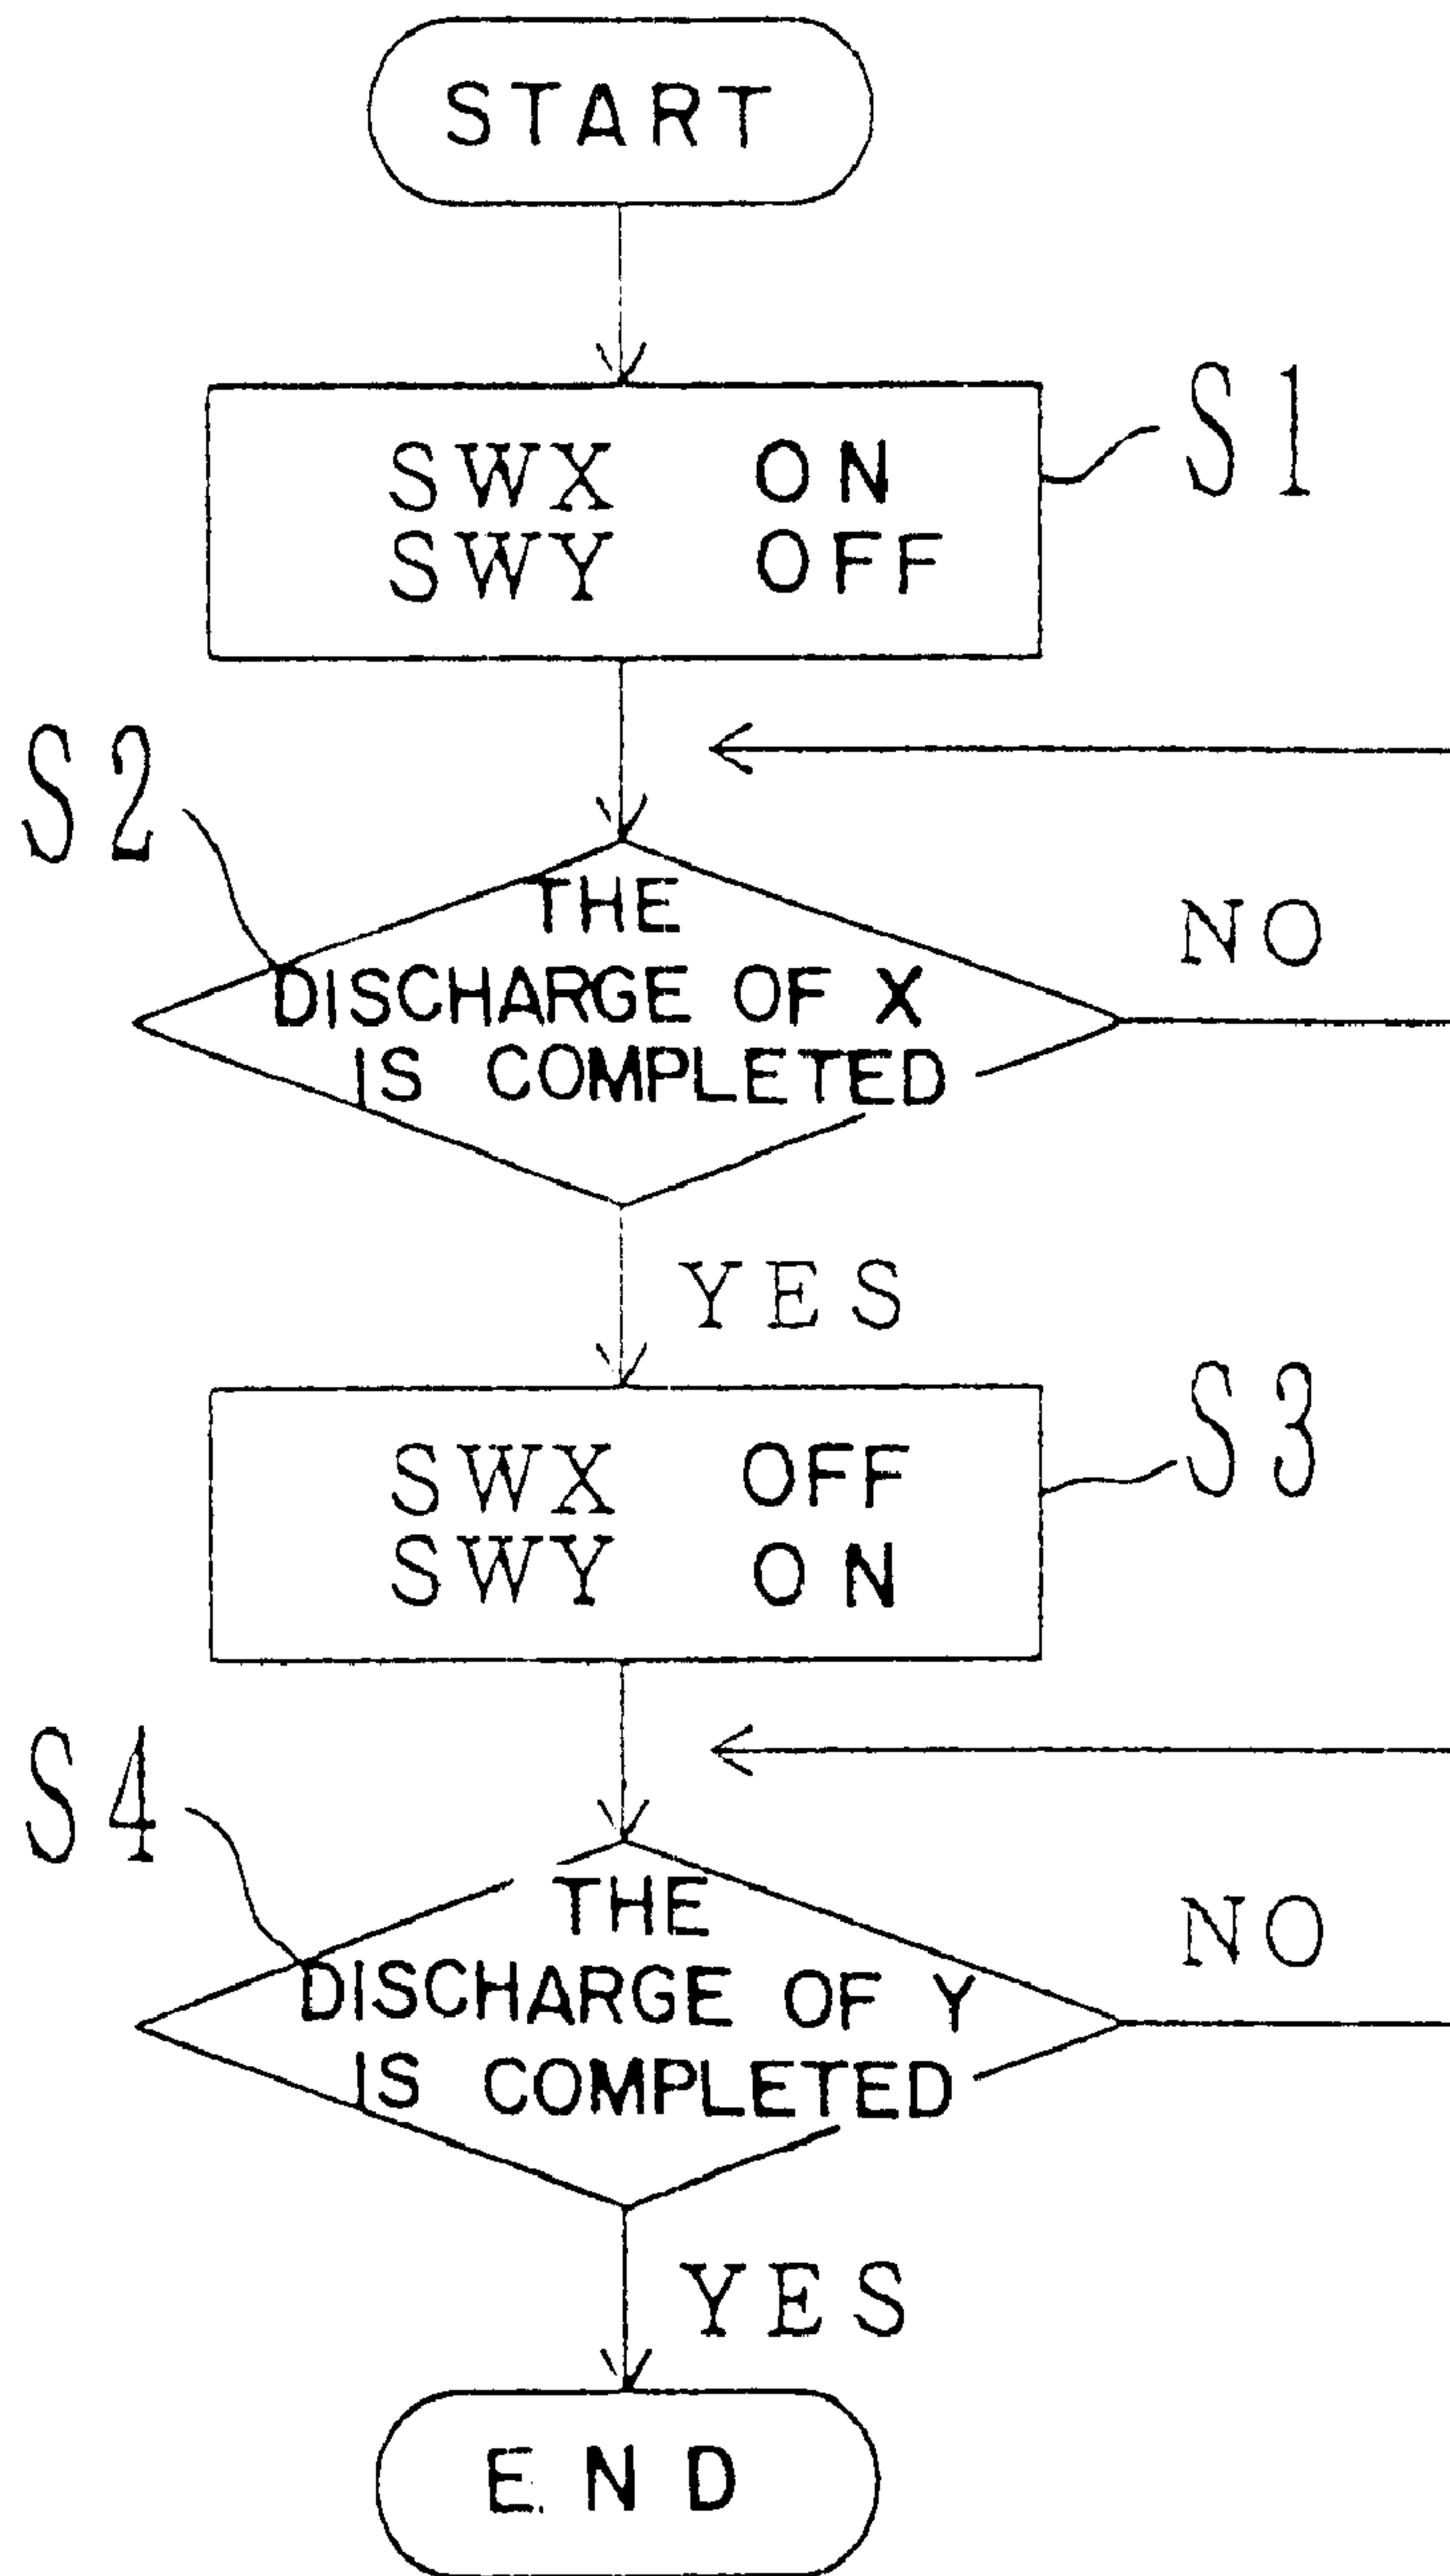 START
SWX ON
S1
SWY OFF
S2
THE
NO
DISCHARGE OF X
IS COMPLETED
YES
S3
SWX OFF
SWY ON
S4
THE
NO
DISCHARGE OF Y
IS COMPLETED
YES
END